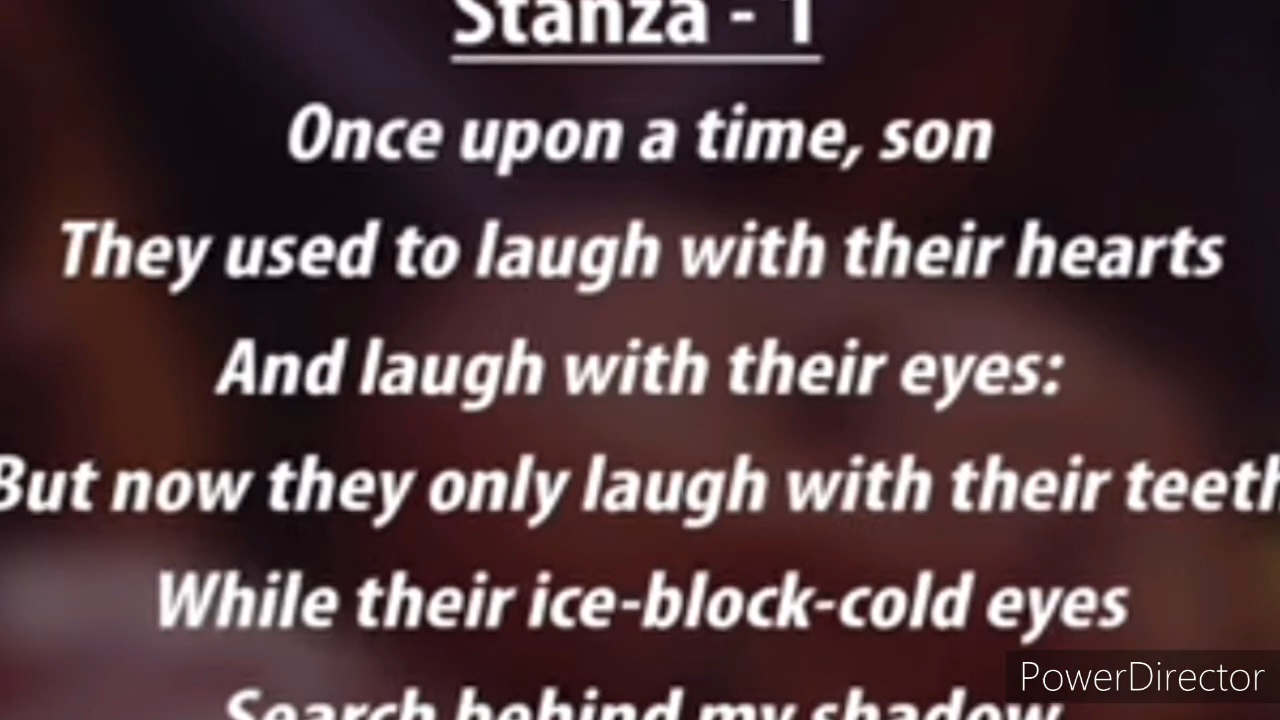 Stanza - 1
Once upon a time, son
They used to laugh with their hearts
And laugh with their eyes:
But now they only laugh with their teeth
While their ice-block-cold eyes
Search behind my shadow
PowerDirector